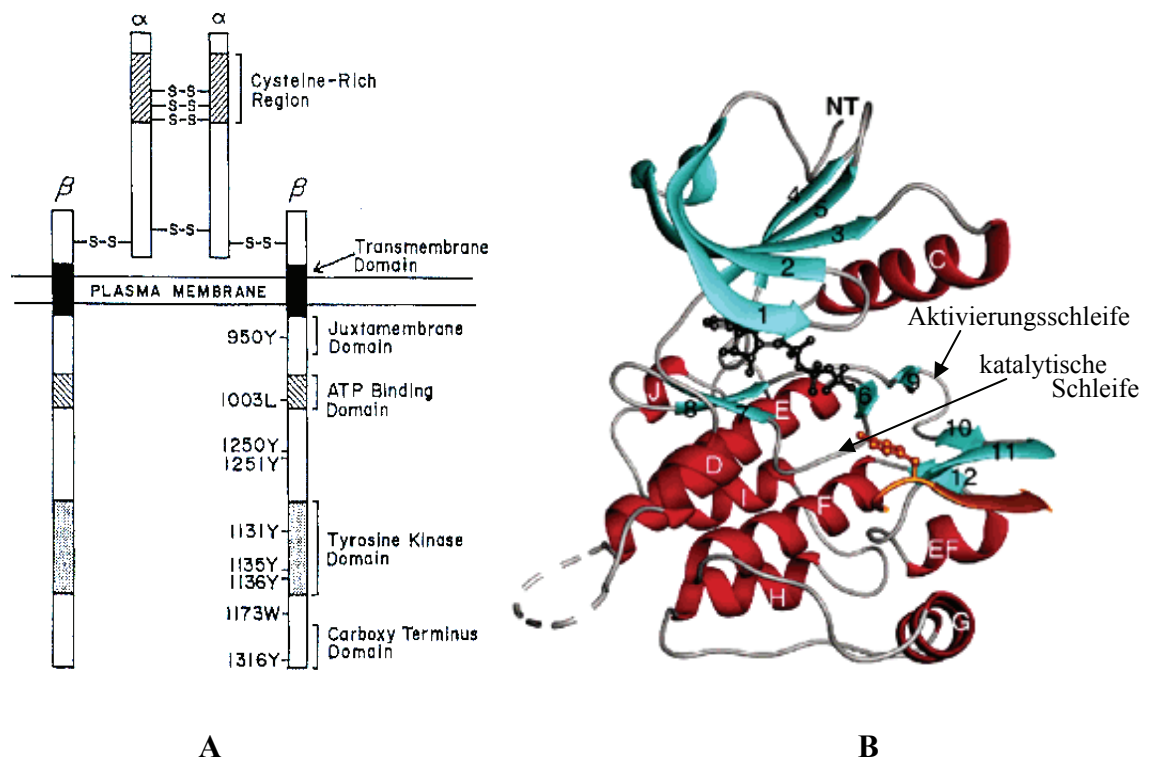 α
α
S-S
S-S
S-S
Cysteine-Rich
Region
β
β
S-S
S-S
S-S
Transmembrane
Domain
PLASMA MEMBRANE
950Y
Juxtamembrane
Domain
1003L
ATP Binding
Domain
1250Y
1251Y
1131Y
1135Y
1136Y
Tyrosine Kinase
Domain
1173W
1316Y
Carboxy Terminus
Domain
A
NT
4
5
3
2
1
C
Aktivierungsschleife
katalytische
Schleife
J
8
7
E
6
9
10
11
12
D
I
F
EF
H
G
B